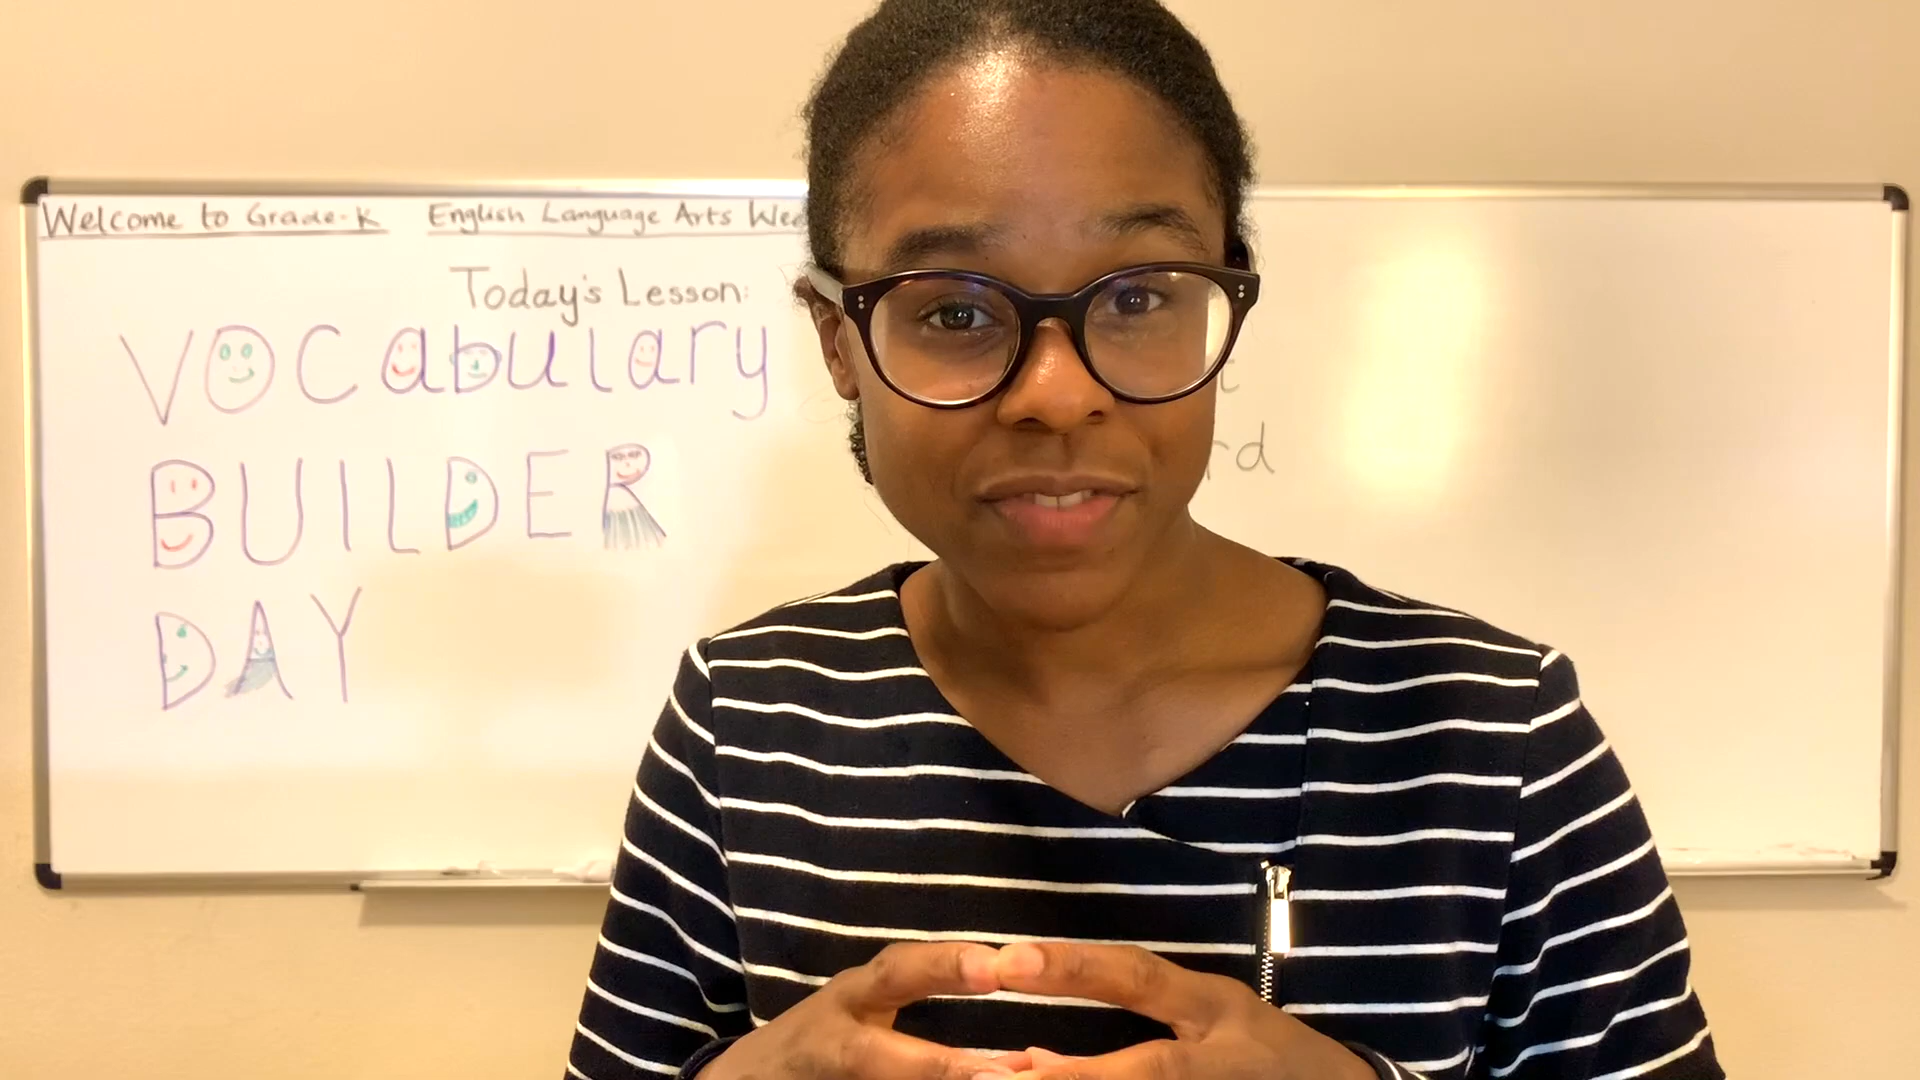 Welcome to Grade-K English Language Arts
Today's Lesson:
Vocabulary
BUILDER
DAY